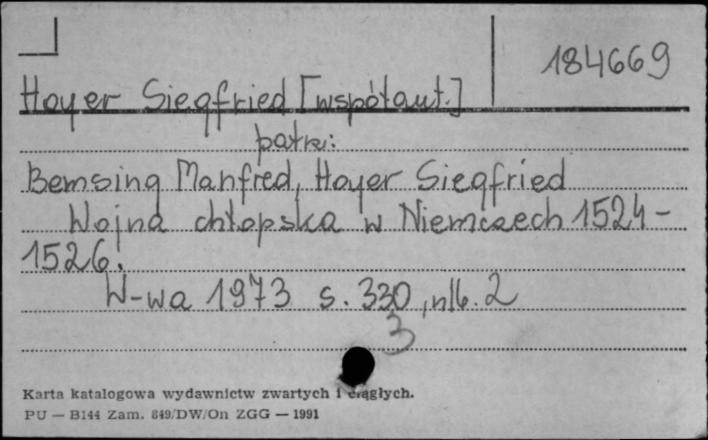 184669
Hoyer Siegfried [współaut.]
patrz:
Bemsing Manfred, Hoyer Siegfried
Wojna chłopska w Niemczech 1524-
1526.
W-wa 1973 s. 330, nlb. 2
3
Karta katalogowa wydawnictw zwartych i ciągłych.
PU — B144 Zam. 849/DW/On ZGG — 1991